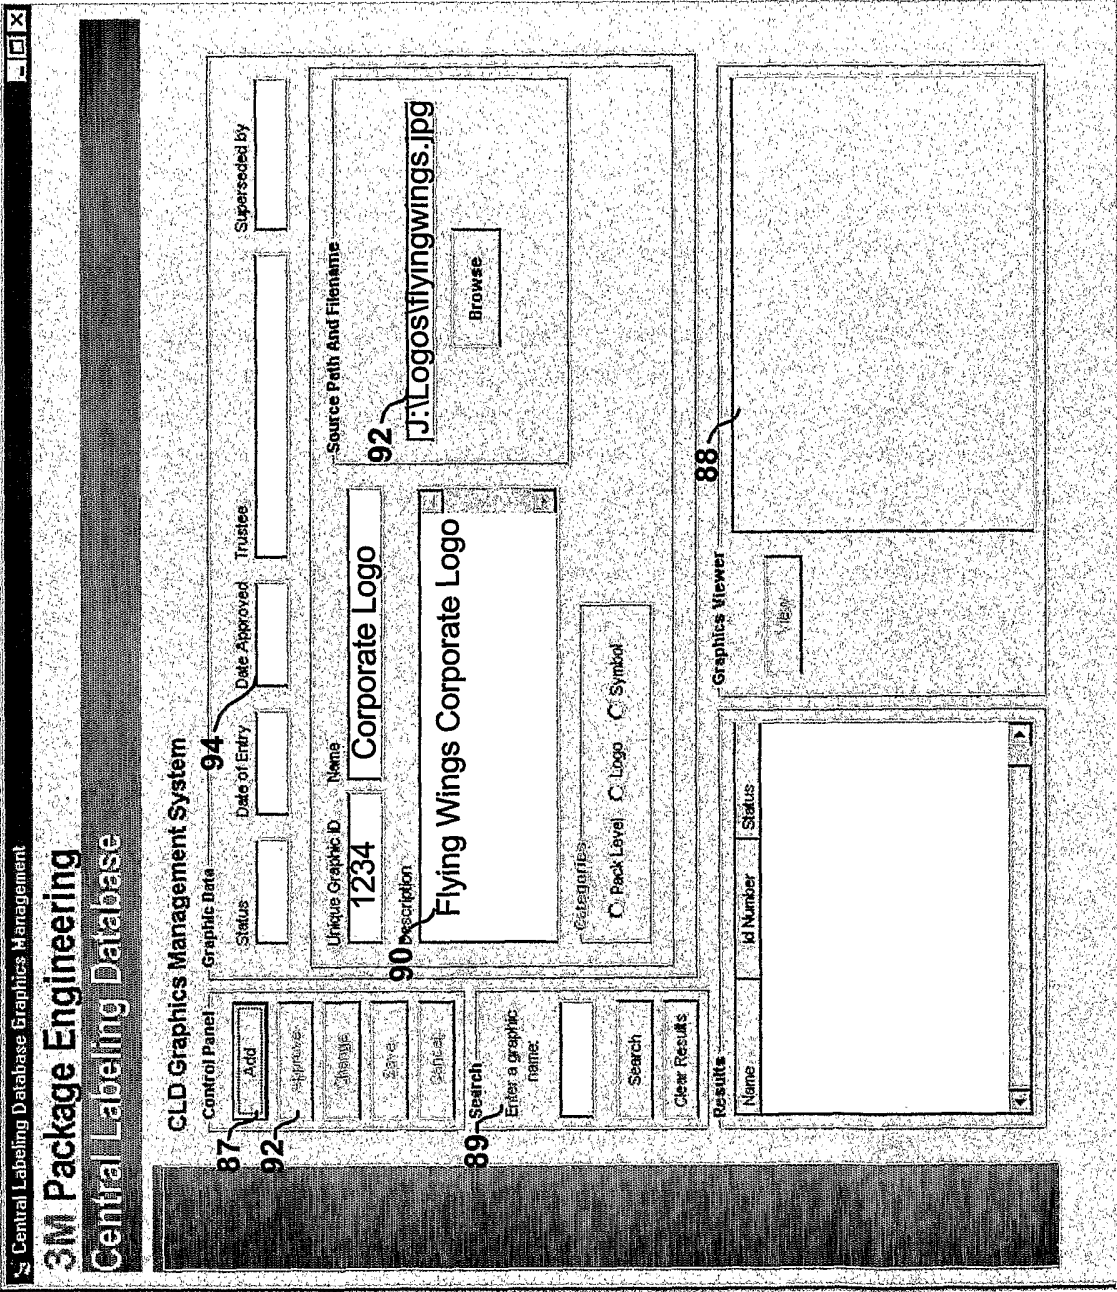 Central Labeling Database Graphics Management
3M Package Engineering
Central Labeling Database
CLD Graphics Management System
Control Panel
87
Add
92
Approve
Change
Save
Cancel
89
Search
Enter a graphic
name:
Search
Clear Results
Graphic Data
94
Status
Date of Entry
Date Approved
Trustee
Superseded by
Unique Graphic ID
Name
1234
Corporate Logo
90
Description
Flying Wings Corporate Logo
Categories
Pack Level
Logo
Symbol
Source Path And Filename
92
J:\Logos\flyingwings.jpg
Browse
Results
Name
Id Number
Status
Graphics Viewer
88
View